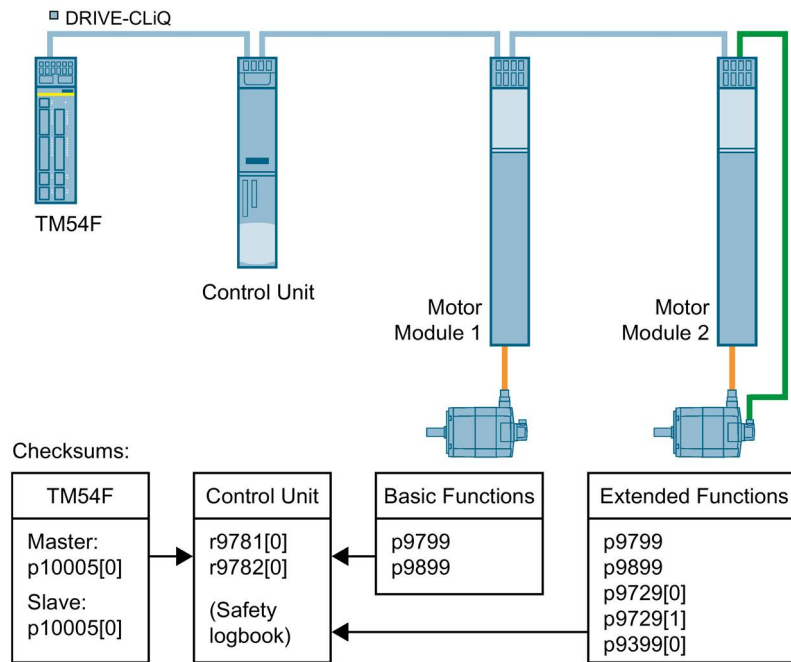 DRIVE-CLiQ
TM54F
Control Unit
Motor
Module 1
Motor
Module 2
Checksums:
TM54F
Master:
p10005[0]
Slave:
p10005[0]
Control Unit
r9781[0]
r9782[0]
(Safety
logbook)
Basic Functions
p9799
p9899
Extended Functions
p9799
p9899
p9729[0]
p9729[1]
p9399[0]